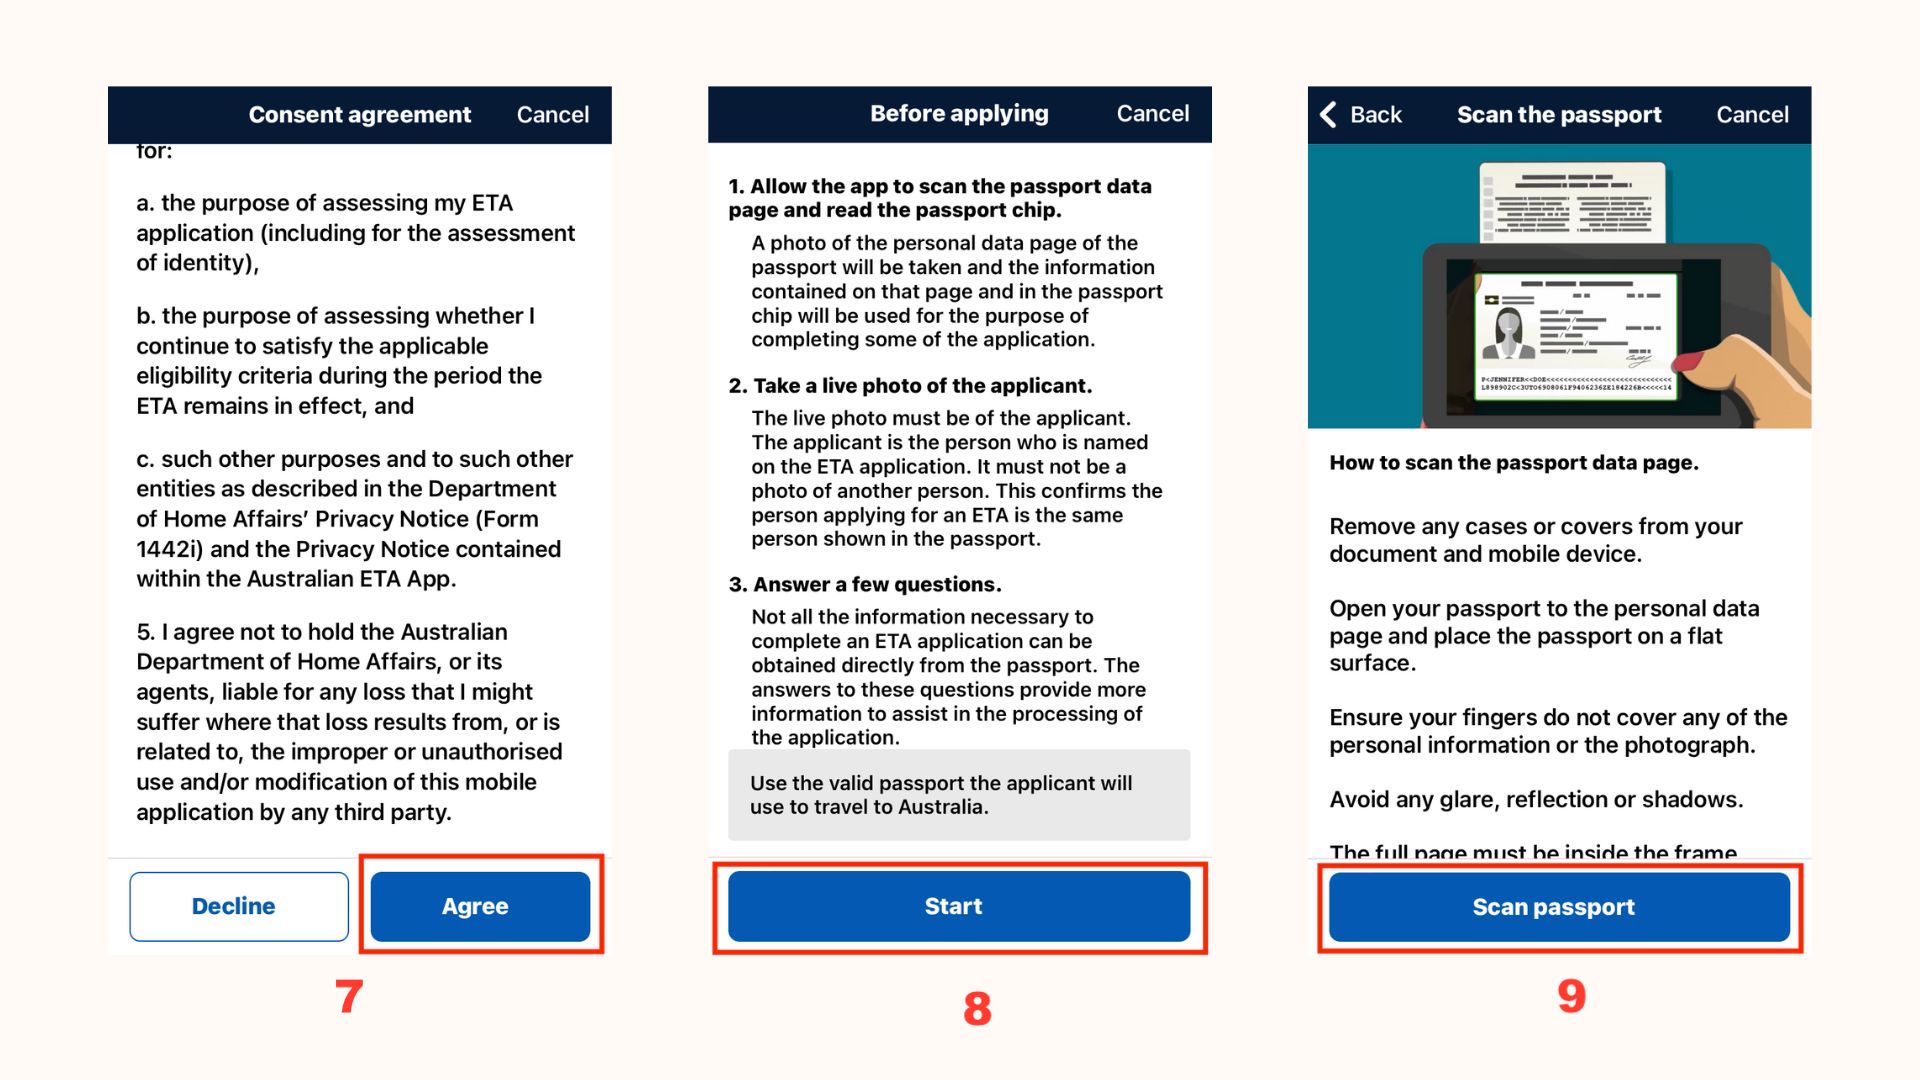 Consent agreement
Cancel
for:
a. the purpose of assessing my ETA
application (including for the assessment
of identity),
b. the purpose of assessing whether I
continue to satisfy the applicable
eligibility criteria during the period the
ETA remains in effect, and
c. such other purposes and to such other
entities as described in the Department
of Home Affairs’ Privacy Notice (Form
1442i) and the Privacy Notice contained
within the Australian ETA App.
5. I agree not to hold the Australian
Department of Home Affairs, or its
agents, liable for any loss that I might
suffer where that loss results from, or is
related to, the improper or unauthorised
use and/or modification of this mobile
application by any third party.
Decline
Agree
7
Before applying
Cancel
1. Allow the app to scan the passport data
page and read the passport chip.
A photo of the personal data page of the
passport will be taken and the information
contained on that page and in the passport
chip will be used for the purpose of
completing some of the application.
2. Take a live photo of the applicant.
The live photo must be of the applicant.
The applicant is the person who is named
on the ETA application. It must not be a
photo of another person. This confirms the
person applying for an ETA is the same
person shown in the passport.
3. Answer a few questions.
Not all the information necessary to
complete an ETA application can be
obtained directly from the passport. The
answers to these questions provide more
information to assist in the processing of
the application.
Use the valid passport the applicant will
use to travel to Australia.
Start
8
Back
Scan the passport
Cancel
P<JENNIFER<<DOE<<<<<<<<<<<<<<<<<<<<<<<<<<<<
L898902C<3UTO6908061F9406236ZE184226B<<<<<14
How to scan the passport data page.
Remove any cases or covers from your
document and mobile device.
Open your passport to the personal data
page and place the passport on a flat
surface.
Ensure your fingers do not cover any of the
personal information or the photograph.
Avoid any glare, reflection or shadows.
The full page must be inside the frame
Scan passport
9